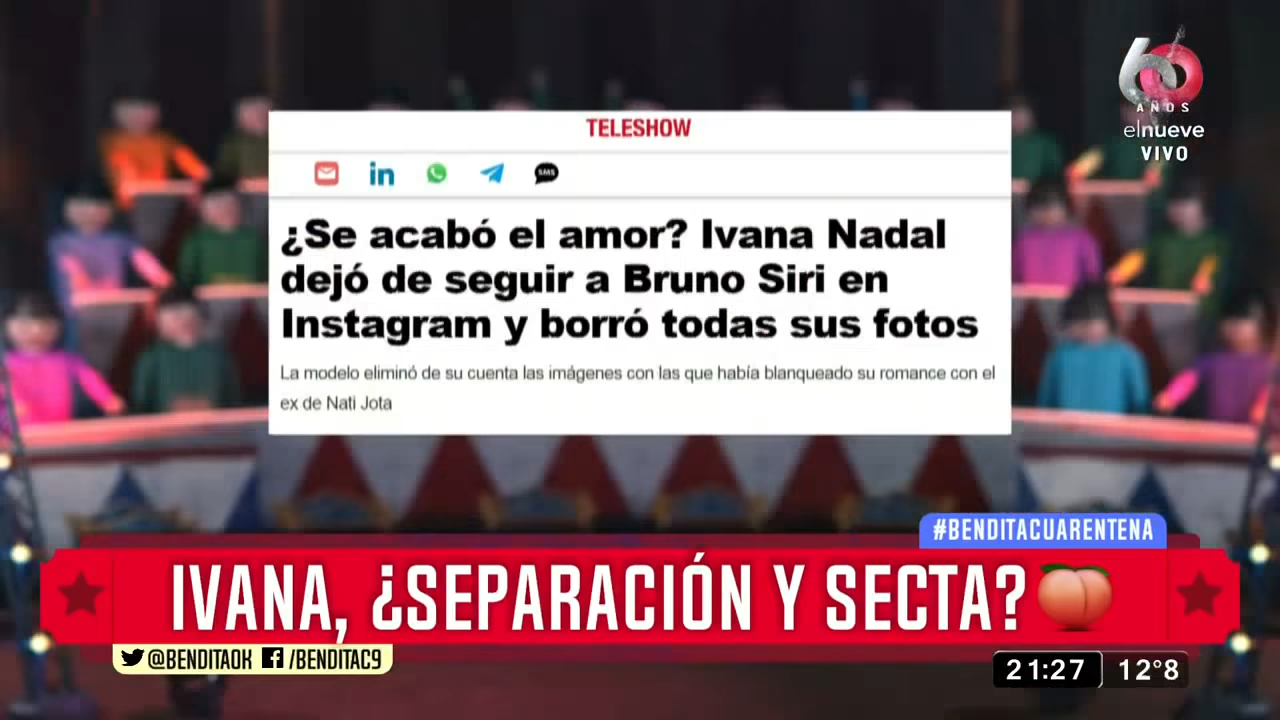 60
AÑOS
elnueve
VIVO
TELESHOW
SMS
¿Se acabó el amor? Ivana Nadal
dejó de seguir a Bruno Siri en
Instagram y borró todas sus fotos
La modelo eliminó de su cuenta las imágenes con las que había blanqueado su romance con el
ex de Nati Jota
#BENDITACUARENTENA
IVANA, ¿SEPARACIÓN Y SECTA?
@BENDITAOK /BENDITAC9
21:27 12°8